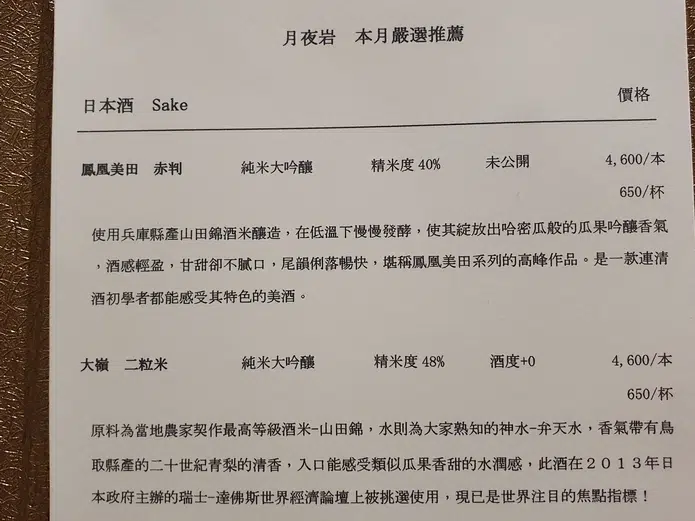 月夜岩　本月嚴選推薦
日本酒　Sake　價格
鳳凰美田　赤判　純米大吟釀　精米度 40%　未公開　4,600/本
650/杯
使用兵庫縣產山田錦酒米釀造，在低溫下慢慢發酵，使其綻放出哈密瓜般的瓜果吟釀香氣
，酒感輕盈，甘甜卻不膩口，尾韻俐落暢快，堪稱鳳凰美田系列的高峰作品。是一款連清
酒初學者都能感受其特色的美酒。
大嶺　二粒米　純米大吟釀　精米度 48%　酒度+0　4,600/本
650/杯
原料為當地農家契作最高等級酒米-山田錦，水則為大家熟知的神水-弁天水，香氣帶有鳥
取縣產的二十世紀青梨的清香，入口能感受類似瓜果香甜的水潤感，此酒在２０１３年日
本政府主辦的瑞士-達佛斯世界經濟論壇上被挑選使用，現已是世界注目的焦點指標！